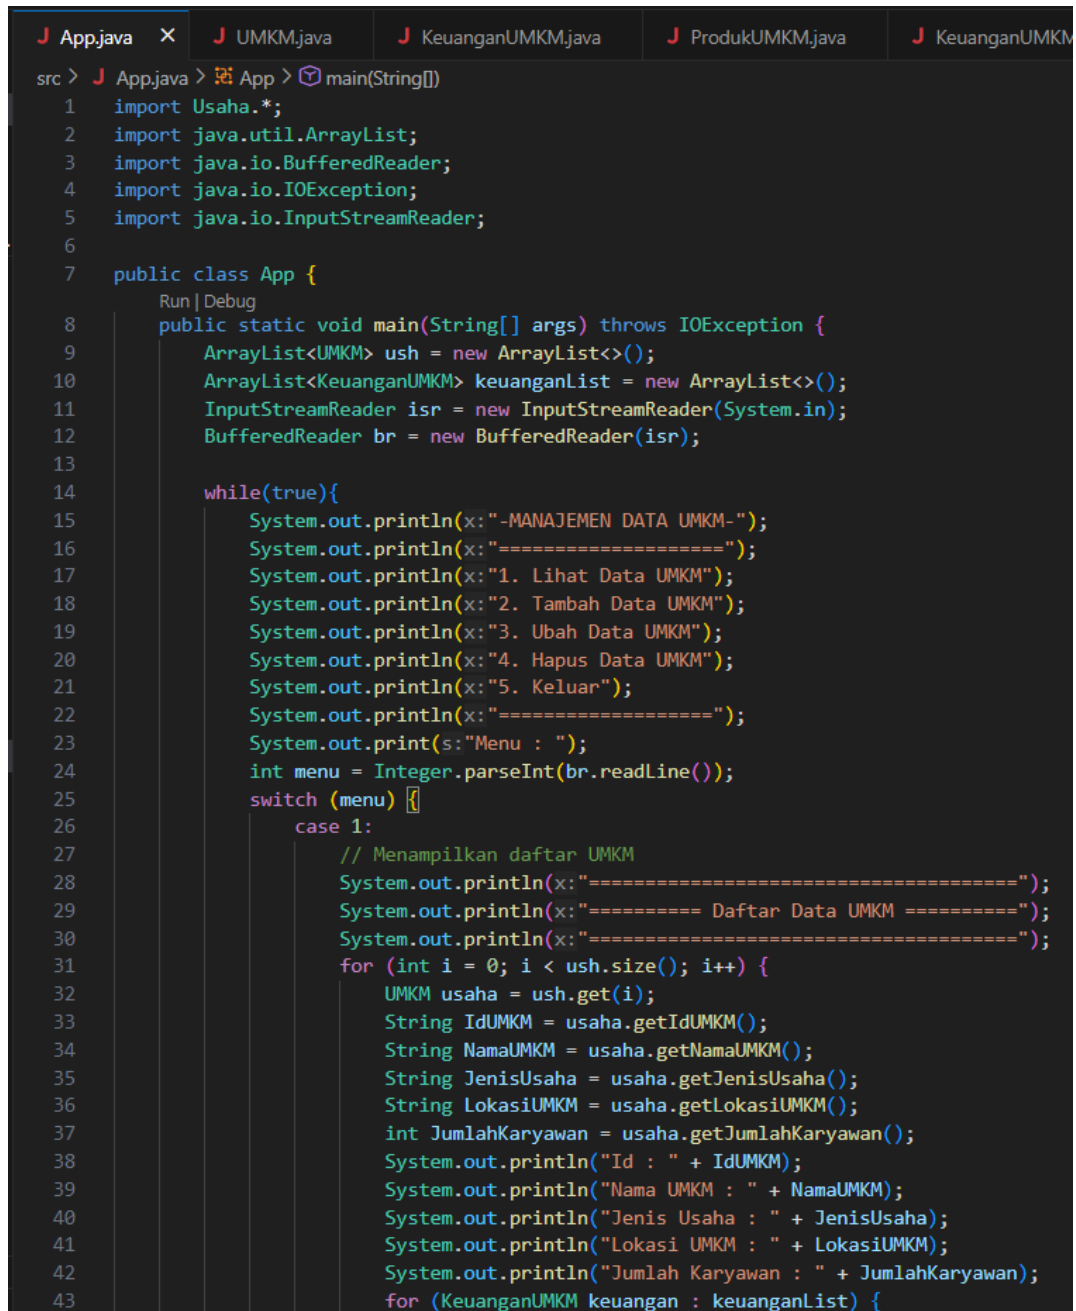 App.java
UMKM.java
KeuanganUMKM.java
ProdukUMKM.java
KeuanganUMKM
src > App.java > App > main(String[])
1 import Usaha.*;
2 import java.util.ArrayList;
3 import java.io.BufferedReader;
4 import java.io.IOException;
5 import java.io.InputStreamReader;
6
7 public class App {
Run | Debug
8 public static void main(String[] args) throws IOException {
9 ArrayList<UMKM> ush = new ArrayList<>();
10 ArrayList<KeuanganUMKM> keuanganList = new ArrayList<>();
11 InputStreamReader isr = new InputStreamReader(System.in);
12 BufferedReader br = new BufferedReader(isr);
13
14 while(true){
15 System.out.println(x:"-MANAJEMEN DATA UMKM-");
16 System.out.println(x:"====================");
17 System.out.println(x:"1. Lihat Data UMKM");
18 System.out.println(x:"2. Tambah Data UMKM");
19 System.out.println(x:"3. Ubah Data UMKM");
20 System.out.println(x:"4. Hapus Data UMKM");
21 System.out.println(x:"5. Keluar");
22 System.out.println(x:"===================");
23 System.out.print(s:"Menu : ");
24 int menu = Integer.parseInt(br.readLine());
25 switch (menu) {
26 case 1:
27 // Menampilkan daftar UMKM
28 System.out.println(x:"======================================");
29 System.out.println(x:"========== Daftar Data UMKM ==========");
30 System.out.println(x:"======================================");
31 for (int i = 0; i < ush.size(); i++) {
32 UMKM usaha = ush.get(i);
33 String IdUMKM = usaha.getIdUMKM();
34 String NamaUMKM = usaha.getNamaUMKM();
35 String JenisUsaha = usaha.getJenisUsaha();
36 String LokasiUMKM = usaha.getLokasiUMKM();
37 int JumlahKaryawan = usaha.getJumlahKaryawan();
38 System.out.println("Id : " + IdUMKM);
39 System.out.println("Nama UMKM : " + NamaUMKM);
40 System.out.println("Jenis Usaha : " + JenisUsaha);
41 System.out.println("Lokasi UMKM : " + LokasiUMKM);
42 System.out.println("Jumlah Karyawan : " + JumlahKaryawan);
43 for (KeuanganUMKM keuangan : keuanganList) {